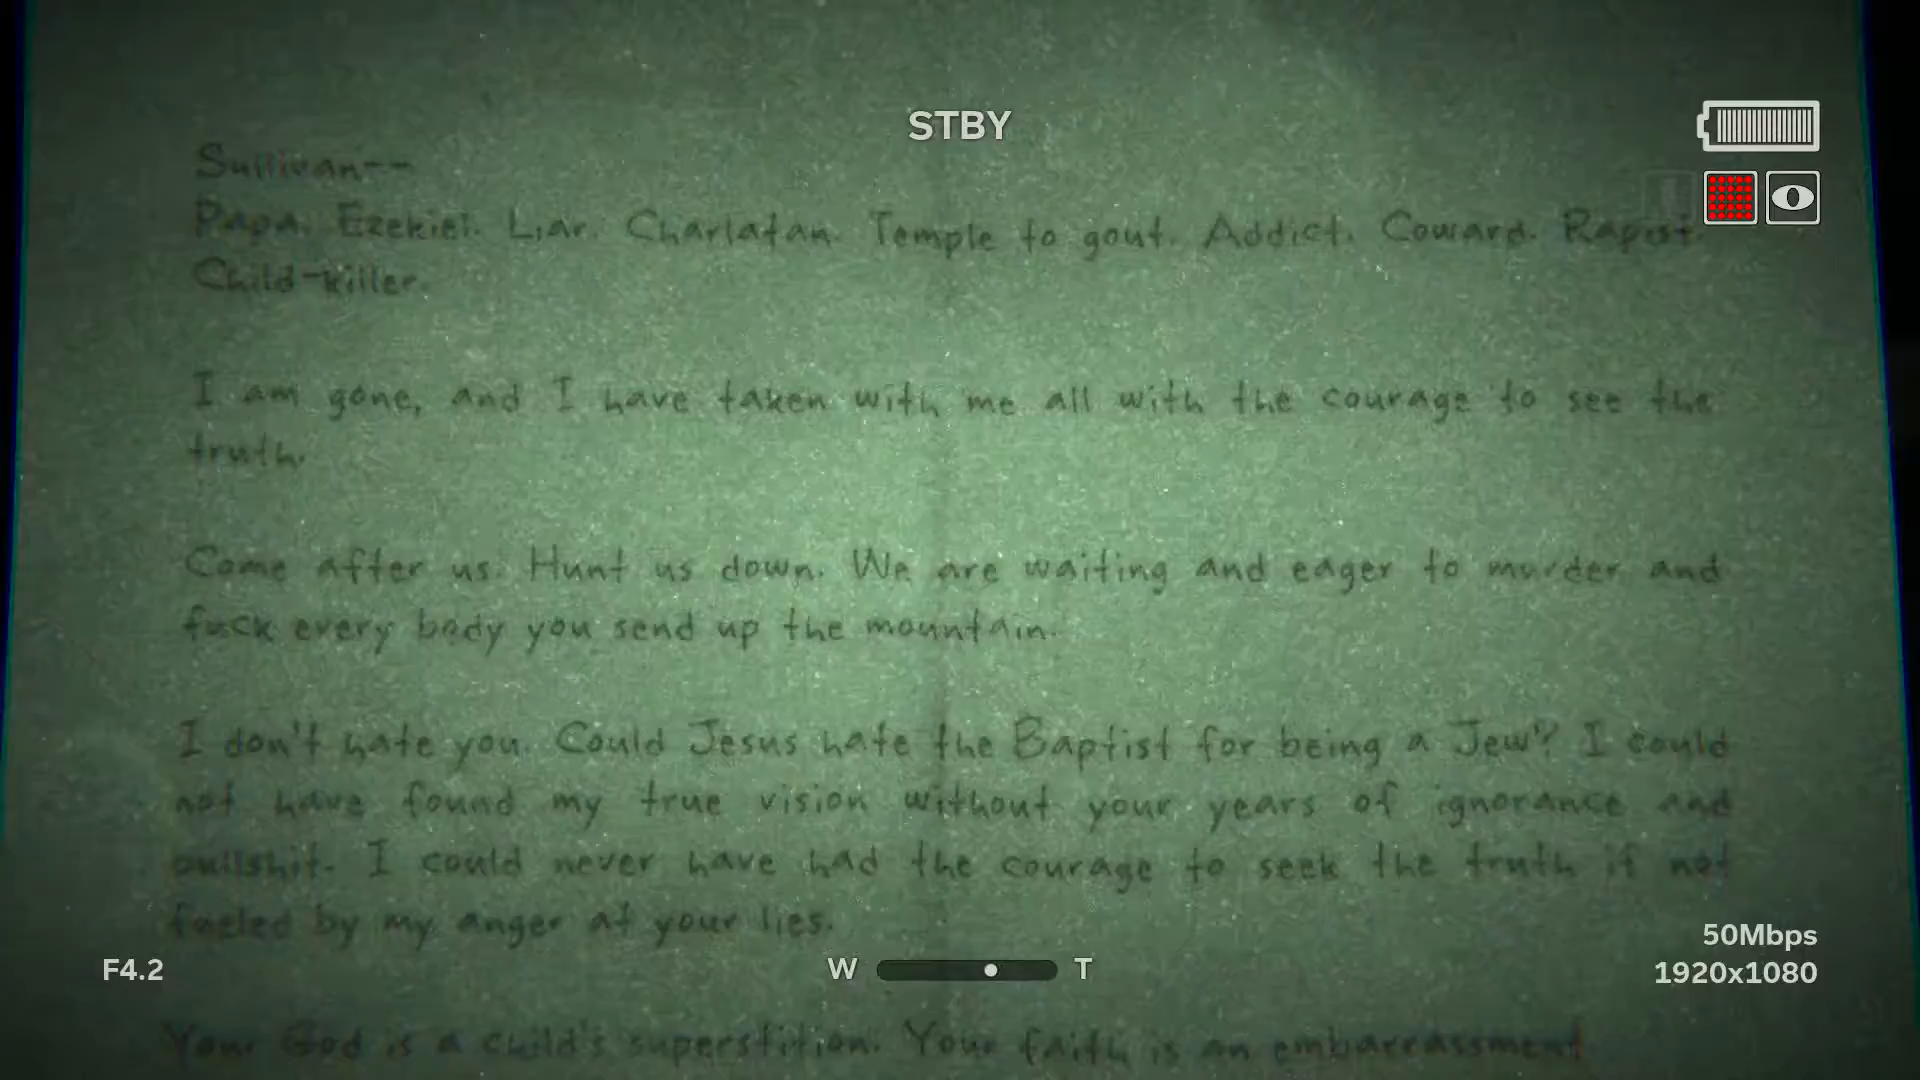 STBY
Sullivan--
Papa. Ezekiel. Liar. Charlatan. Temple to gout. Addict. Coward. Rapist.
Child-killer.
I am gone, and I have taken with me all with the courage to see the
truth.
Come after us. Hunt us down. We are waiting and eager to murder and
fuck every body you send up the mountain.
I don't hate you. Could Jesus hate the Baptist for being a Jew? I could
not have found my true vision without your years of ignorance and
bullshit. I could never have had the courage to seek the truth if not
fueled by my anger at your lies.
50Mbps
F4.2
W T
1920x1080
Your God is a child's superstition. Your faith is an embarrassment